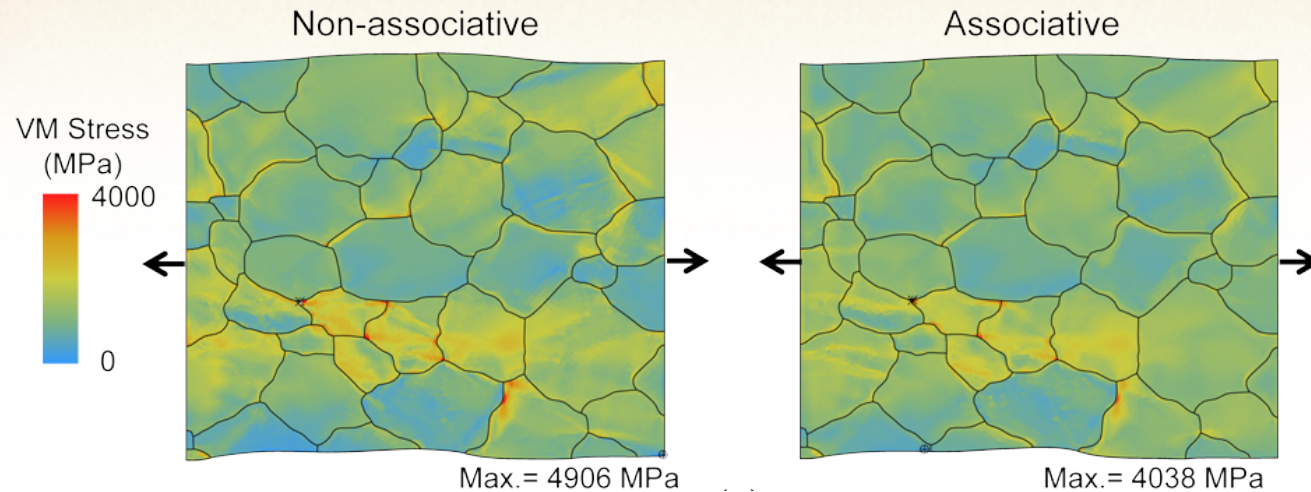 Non-associative
Associative
VM Stress
(MPa)
4000
0
Max.= 4906 MPa
Max.= 4038 MPa